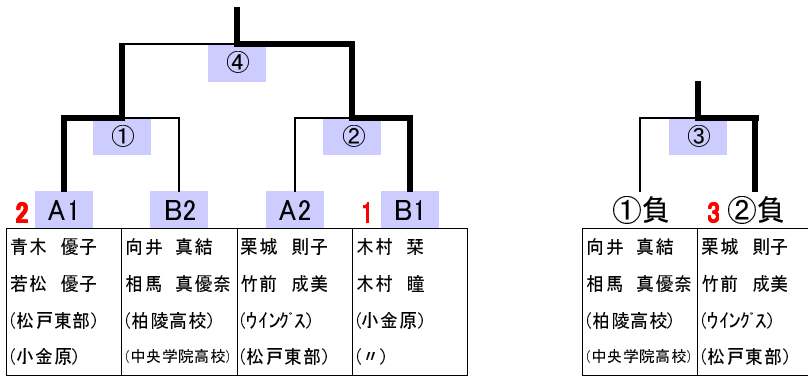 ④
① ② ③
2 A1 B2 A2 1 B1 ①負 3 ②負
青木 優子 向井 真結 栗城 則子 木村 栞 向井 真結 栗城 則子
若松 優子 相馬 真優奈 竹前 成美 木村 瞳 相馬 真優奈 竹前 成美
(松戸東部) (柏陵高校) (ウイングス) (小金原) (柏陵高校) (ウイングス)
(小金原) (中央学院高校) (松戸東部) (〃) (中央学院高校) (松戸東部)